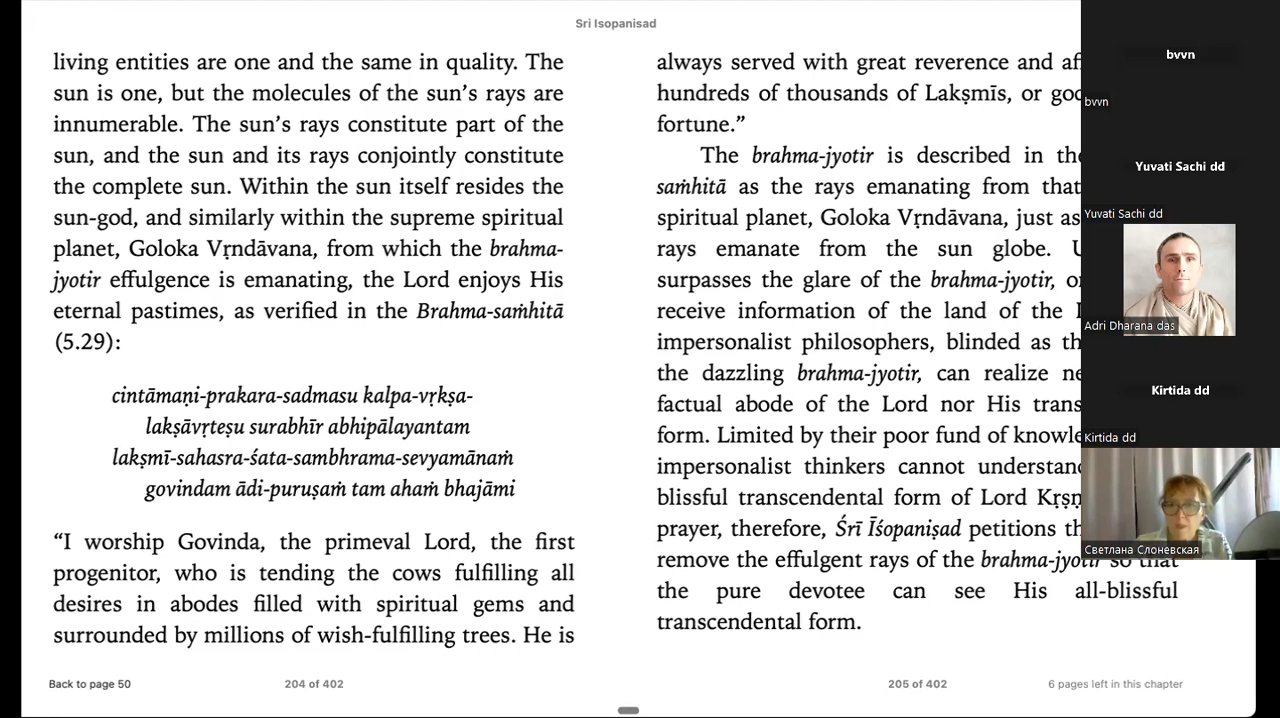 Sri Isopanisad
living entities are one and the same in quality. The
sun is one, but the molecules of the sun’s rays are
innumerable. The sun’s rays constitute part of the
sun, and the sun and its rays conjointly constitute
the complete sun. Within the sun itself resides the
sun-god, and similarly within the supreme spiritual
planet, Goloka Vṛndāvana, from which the brahma-
jyotir effulgence is emanating, the Lord enjoys His
eternal pastimes, as verified in the Brahma-saṁhitā
(5.29):
cintāmaṇi-prakara-sadmasu kalpa-vṛkṣa-
lakṣāvṛteṣu surabhīr abhipālayantam
lakṣmī-sahasra-śata-sambhrama-sevyamānaṁ
govindam ādi-puruṣaṁ tam ahaṁ bhajāmi
“I worship Govinda, the primeval Lord, the first
progenitor, who is tending the cows fulfilling all
desires in abodes filled with spiritual gems and
surrounded by millions of wish-fulfilling trees. He is
Back to page 50
204 of 402
always served with great reverence and
hundreds of thousands of Lakṣmīs, or
fortune.”
The brahma-jyotir is described in
saṁhitā as the rays emanating from that
spiritual planet, Goloka Vṛndāvana, just as
rays emanate from the sun globe.
surpasses the glare of the brahma-jyotir,
receive information of the land of the
impersonalist philosophers, blinded as
the dazzling brahma-jyotir, can realize
factual abode of the Lord nor His
form. Limited by their poor fund of
impersonalist thinkers cannot
blissful transcendental form of Lord
prayer, therefore, Śrī Īśopaniṣad petitions
remove the effulgent rays of the brahma-jyotir so that
the pure devotee can see His all-blissful
transcendental form.
205 of 402
6 pages left in this chapter
bvvn
bvvn
Yuvati Sachi dd
Yuvati Sachi dd
Adri Dharana das
Kirtida dd
Kirtida dd
Светлана Слоневская